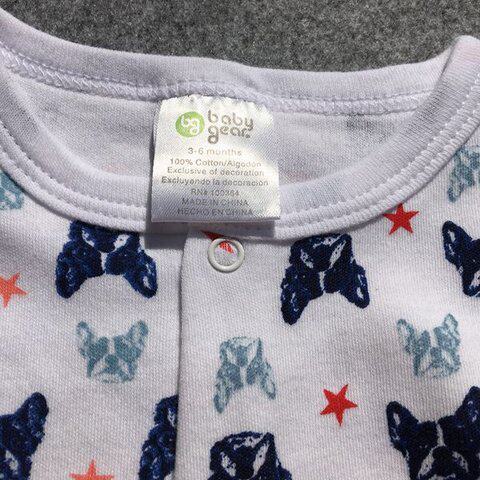 bg baby
gear.
3-6 months
100% Cotton/Algodon
Exclusive of decoration
Excluyendo la decoración
RN# 100364
MADE IN CHINA
HECHO EN CHINA